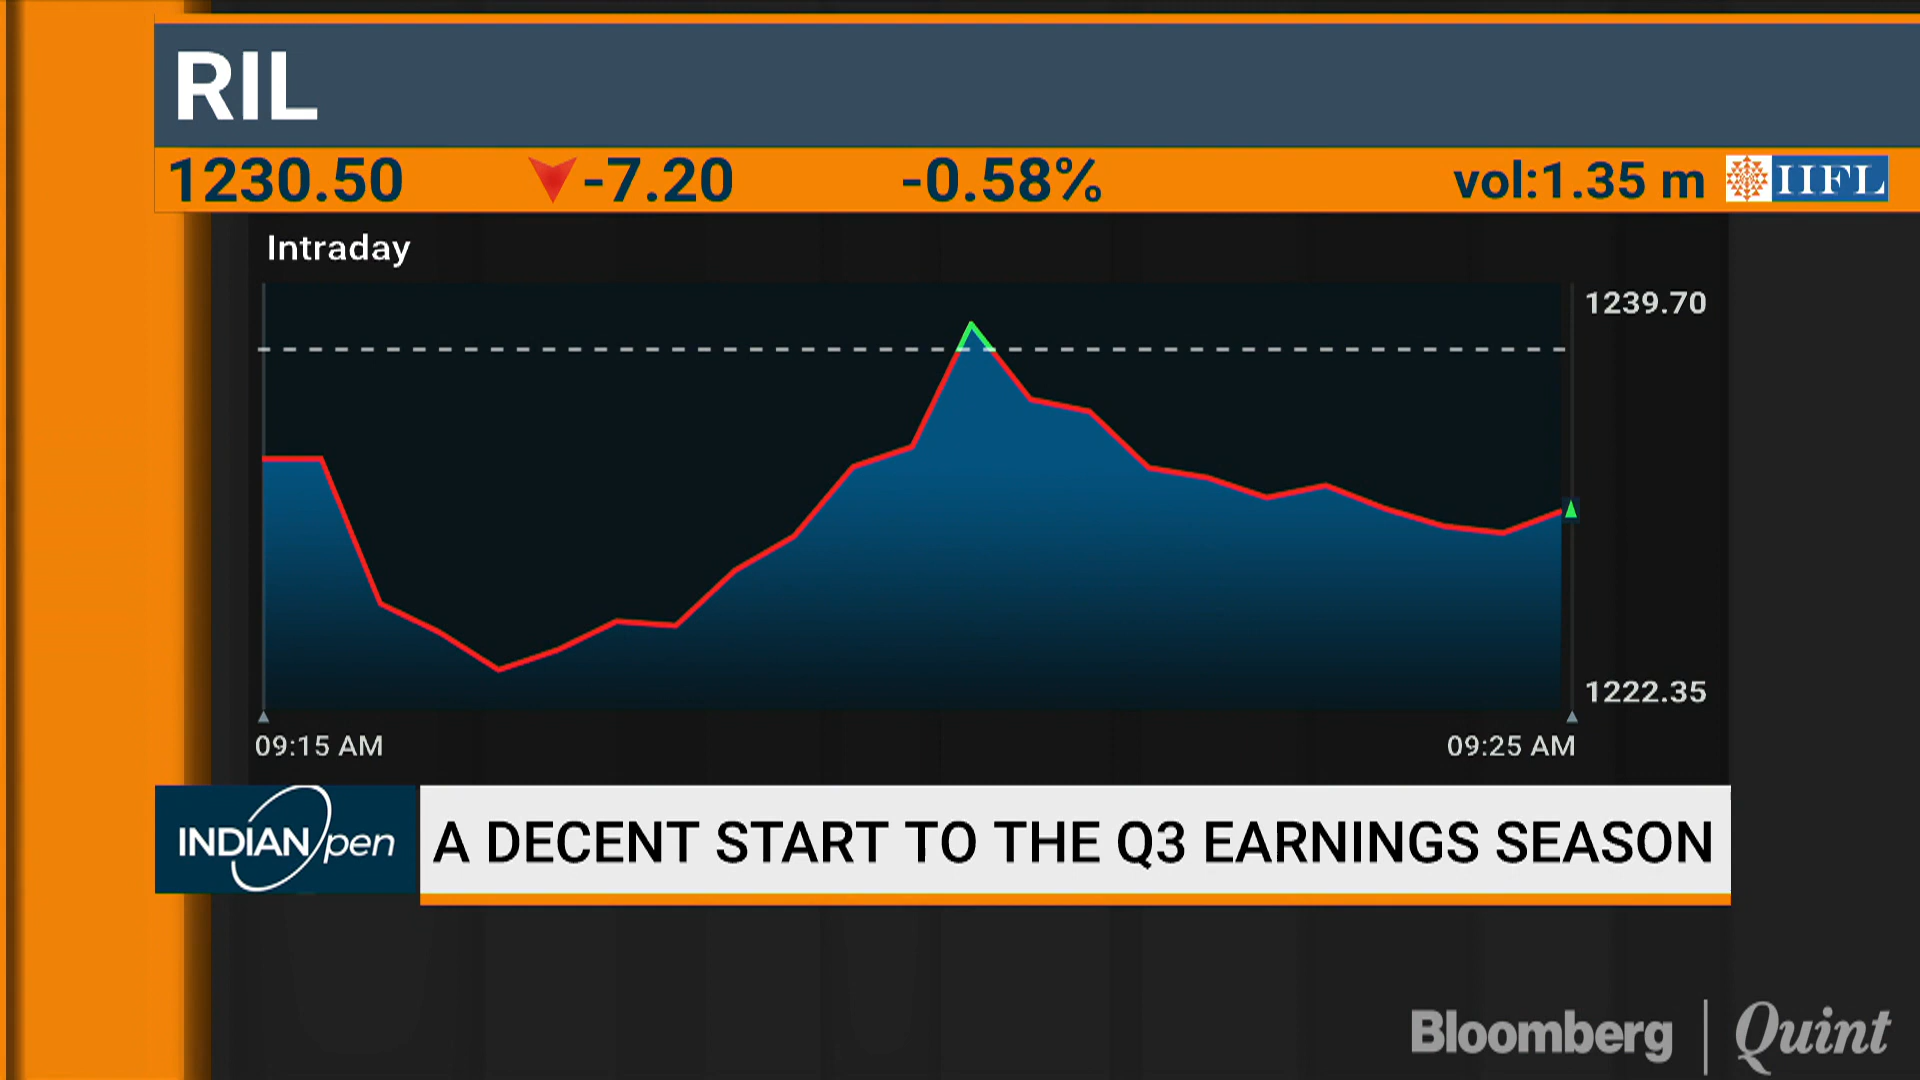 RIL
1230.50 -7.20 -0.58% vol:1.35 m IIFL
Intraday
1239.70
1222.35
09:15 AM 09:25 AM
INDIAN Open A DECENT START TO THE Q3 EARNINGS SEASON
Bloomberg | Quint